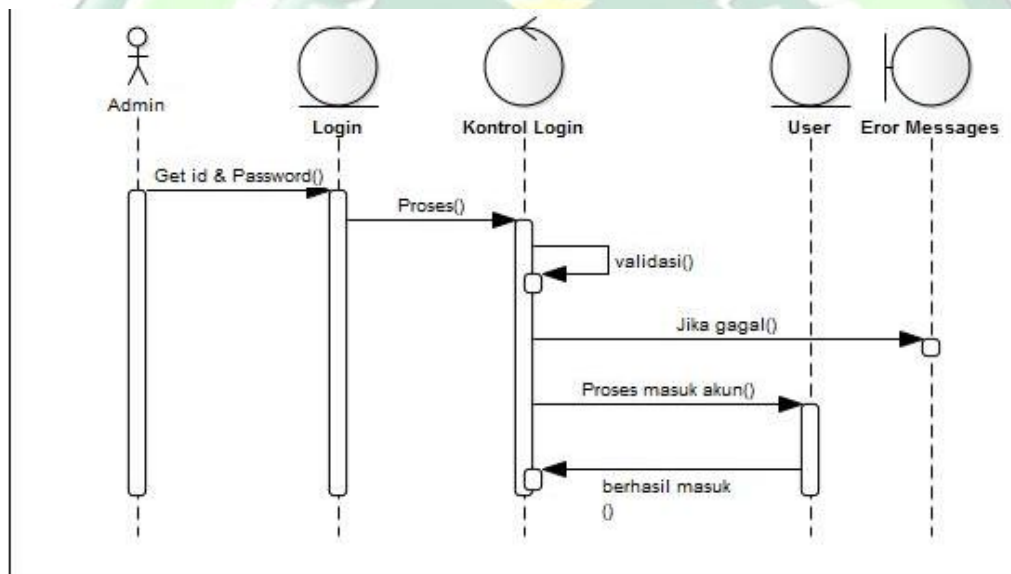 Admin
Login
Kontrol Login
User
Eror Messages
Get id & Password()
Proses()
validasi()
Jika gagal()
Proses masuk akun()
berhasil masuk
()